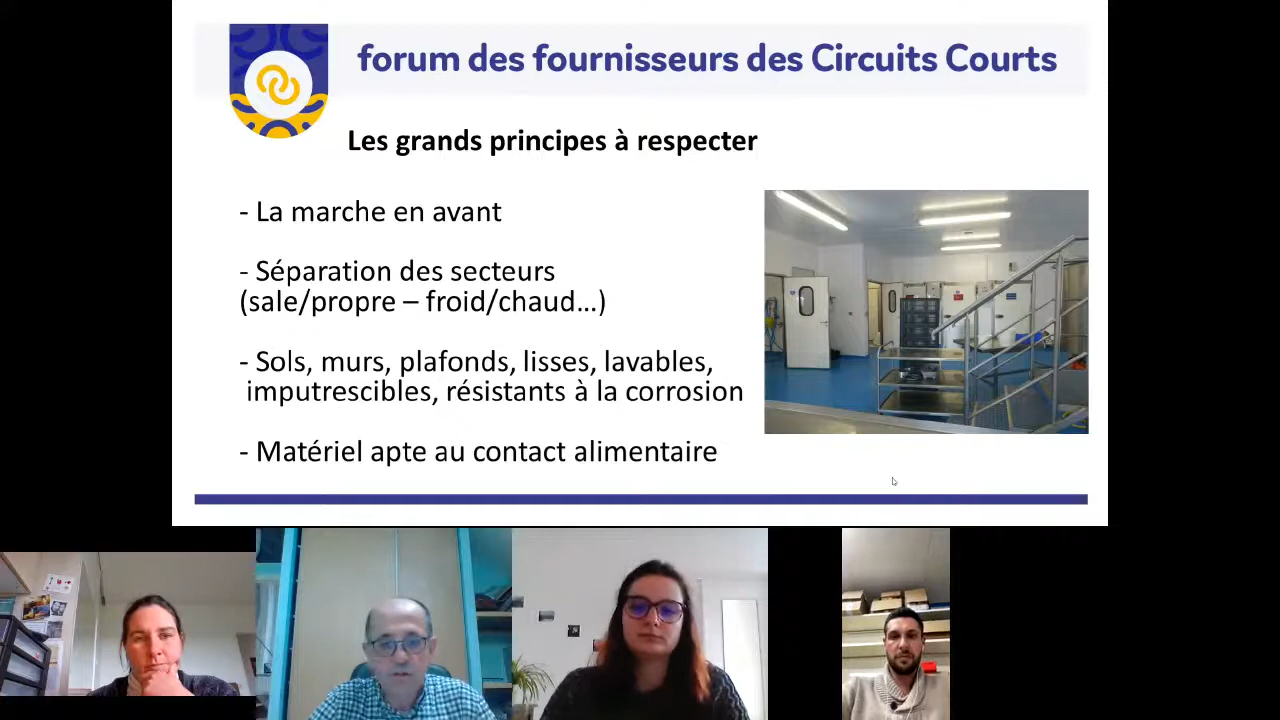 forum des fournisseurs des Circuits Courts
Les grands principes à respecter
- La marche en avant
- Séparation des secteurs
(sale/propre – froid/chaud...)
- Sols, murs, plafonds, lisses, lavables,
imputrescibles, résistants à la corrosion
- Matériel apte au contact alimentaire